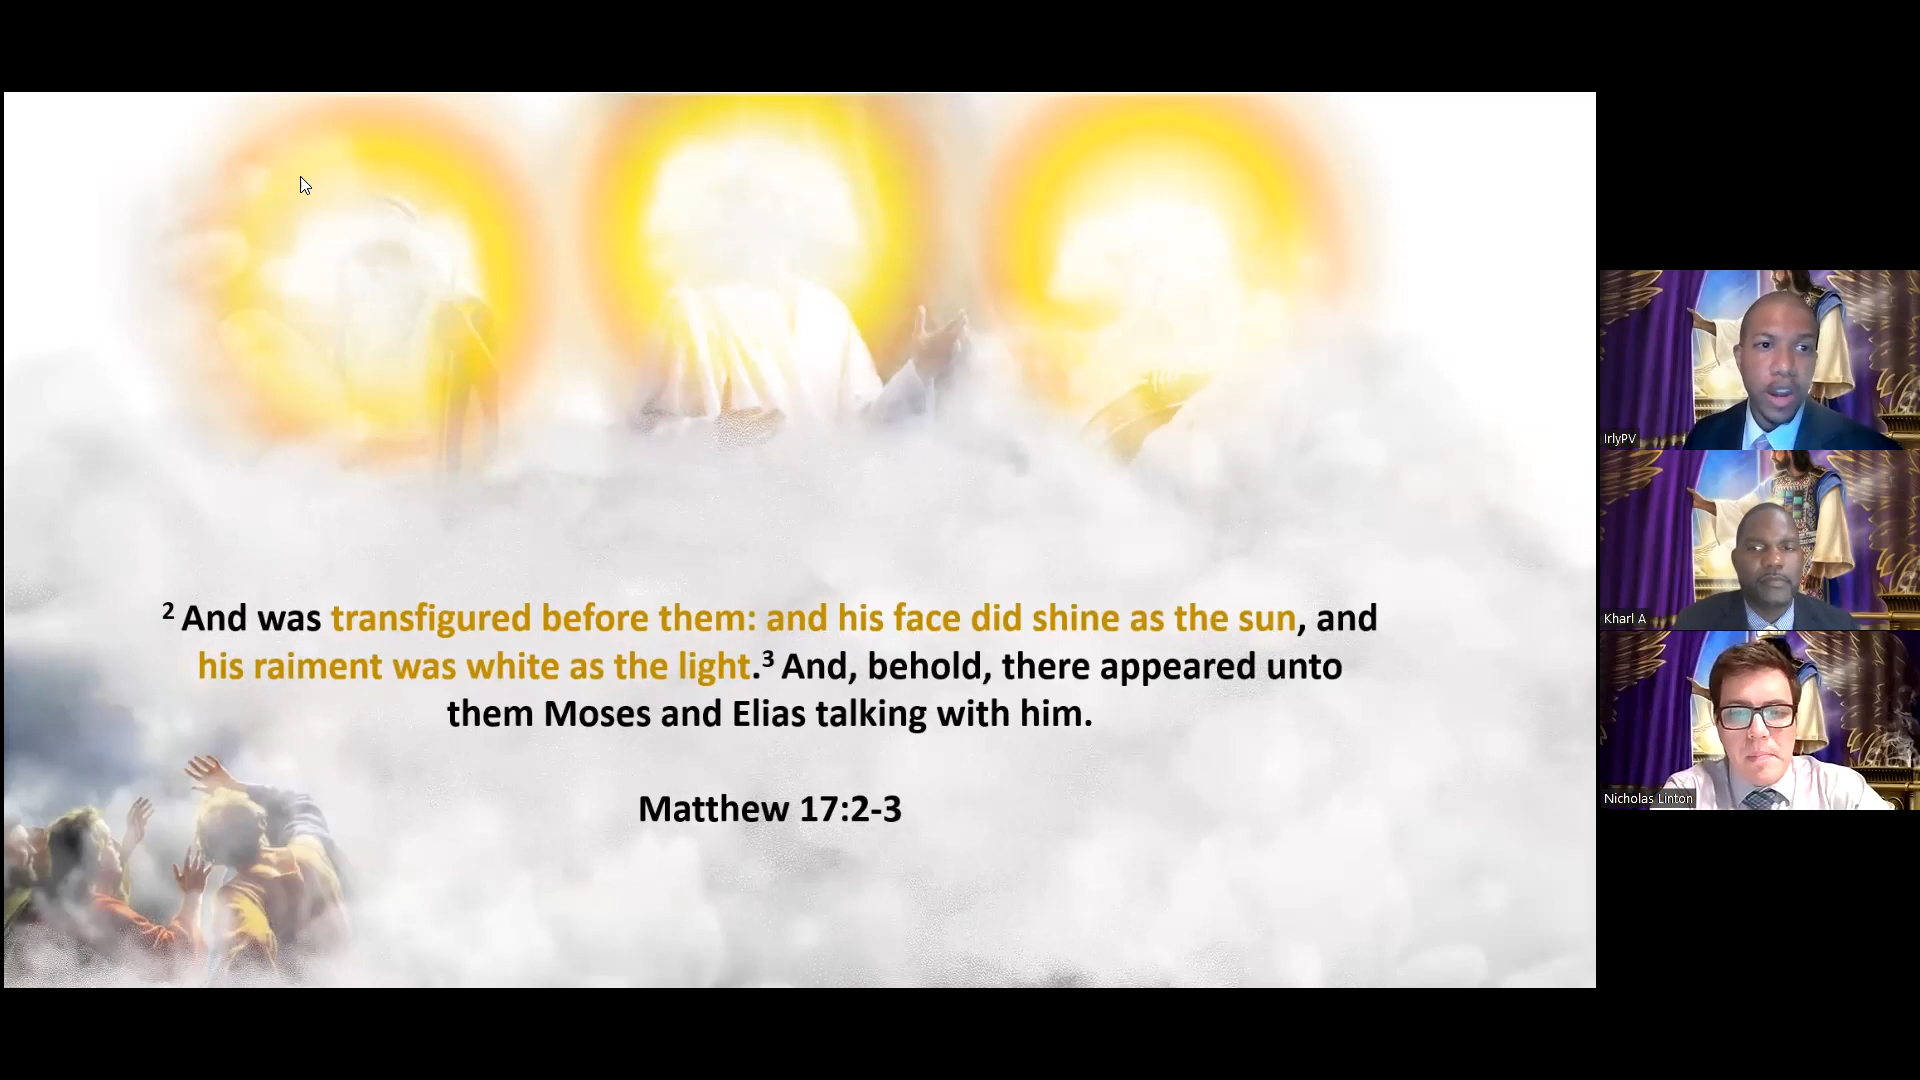 2 And was transfigured before them: and his face did shine as the sun, and
his raiment was white as the light.3 And, behold, there appeared unto
them Moses and Elias talking with him.
Matthew 17:2-3
IrlyPV
Kharl A
Nicholas Linton